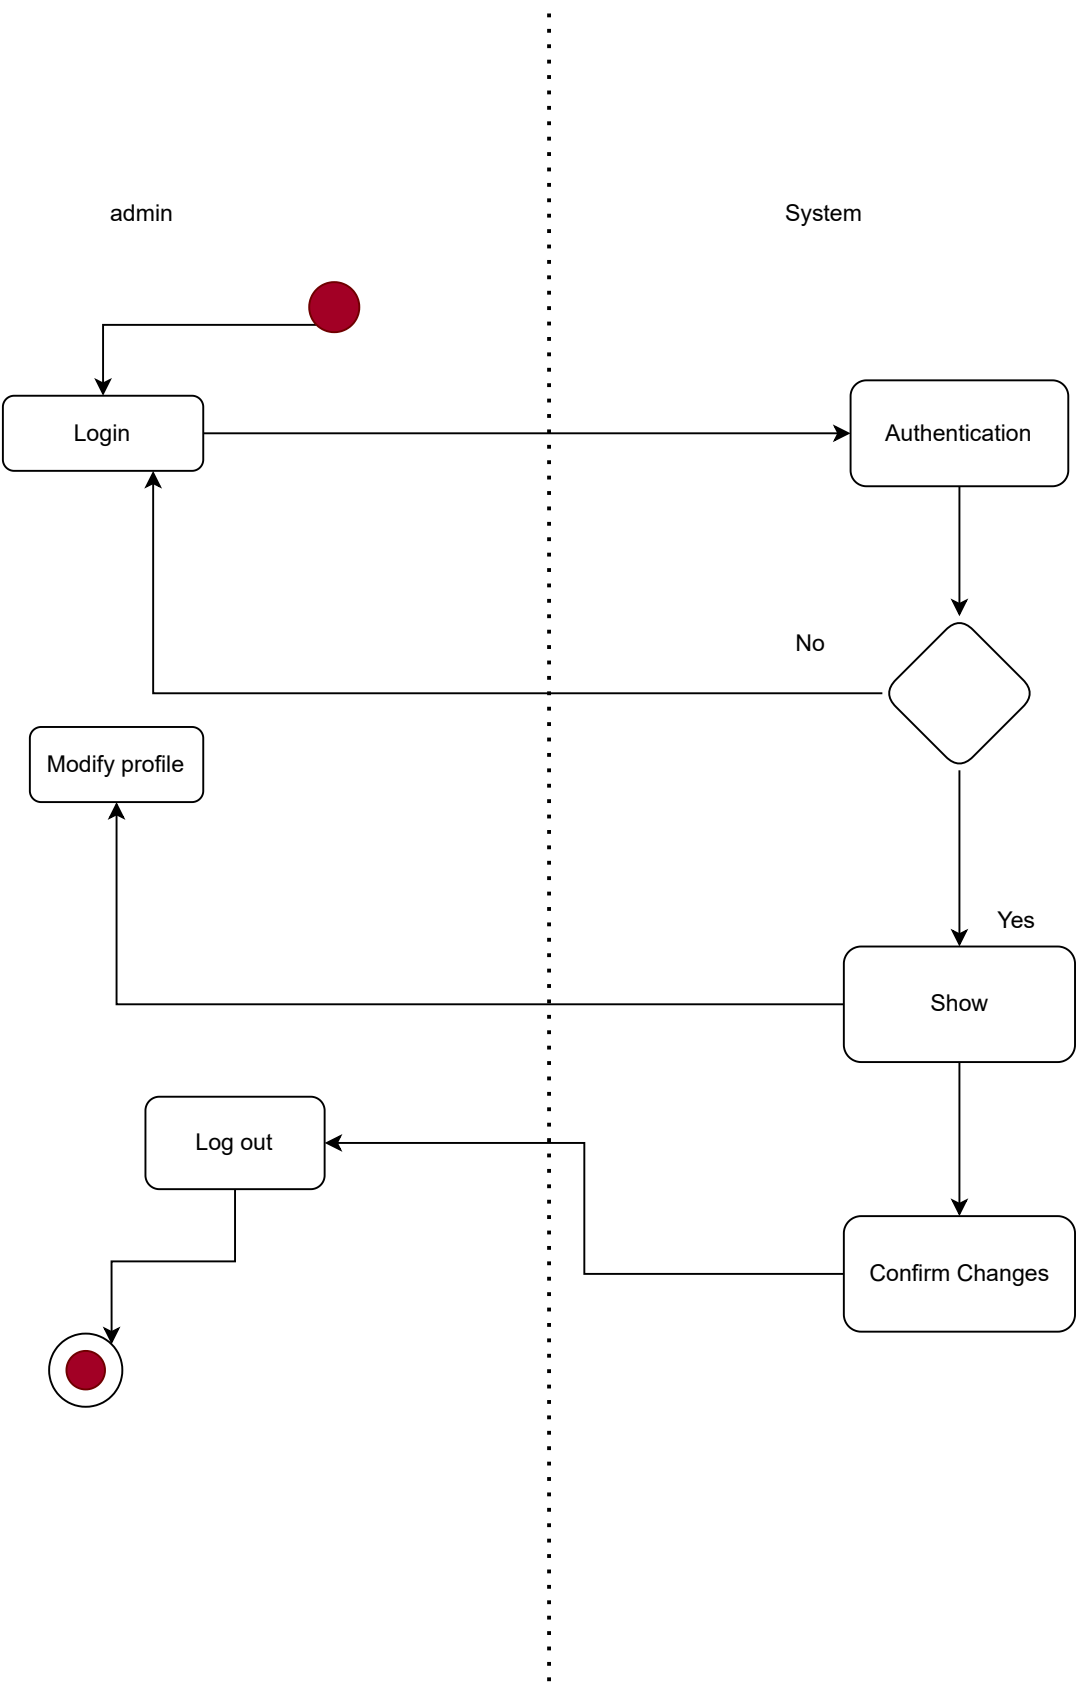 admin
System
Login
Authentication
No
Modify profile
Yes
Show
Log out
Confirm Changes